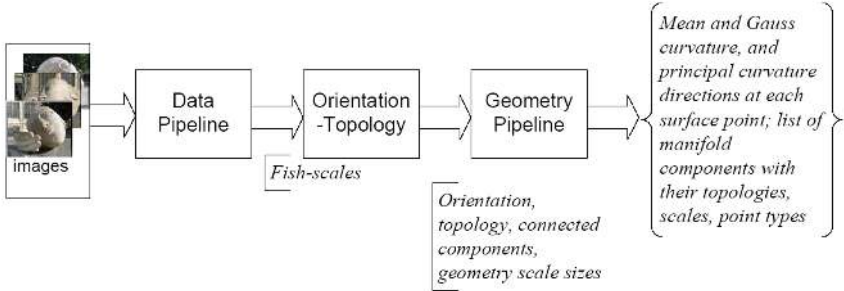 images
Data
Pipeline
Fish-scales
Orientation
-Topology
Orientation,
topology, connected
components,
geometry scale sizes
Geometry
Pipeline
Mean and Gauss
curvature, and
principal curvature
directions at each
surface point; list of
manifold
components with
their topologies,
scales, point types